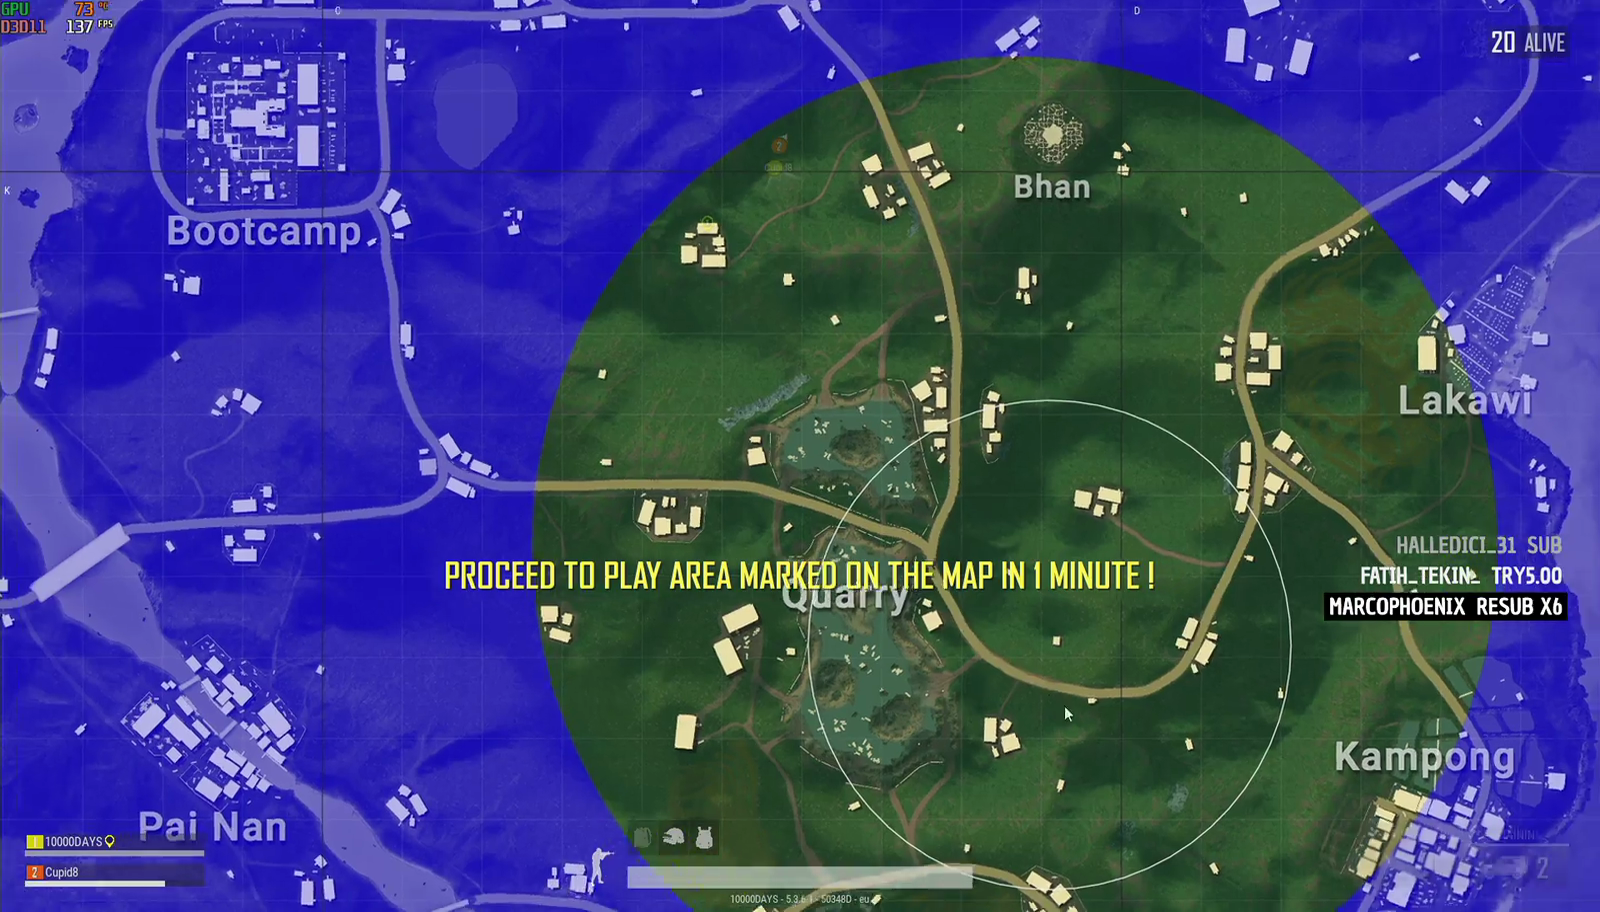 GPU 73 °C
D3D11 137 FPS
C
D
20 ALIVE
K
Bhan
Bootcamp
Lakawi
HALLEDICI_31 SUB
FATIH_TEKIN_ TRY5.00
MARCOPHOENIX RESUB X6
PROCEED TO PLAY AREA MARKED ON THE MAP IN 1 MINUTE !
Quarry
Kampong
Pai Nan
1 10000DAYS
2 Cupid8
2